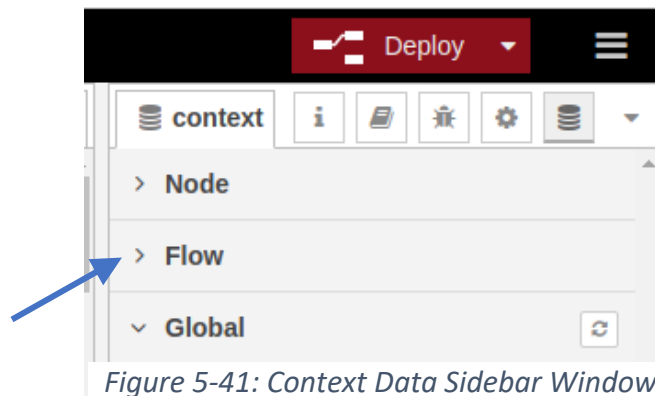 Deploy
context
i
Node
Flow
Global
Figure 5-41: Context Data Sidebar Window